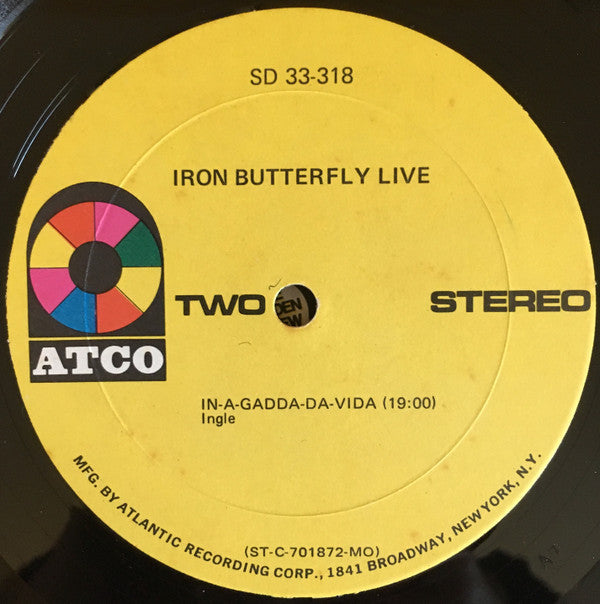 SD 33-318
IRON BUTTERFLY LIVE
TWO
STEREO
ATCO
IN-A-GADDA-DA-VIDA (19:00)
Ingle
(ST-C-701872-MO)
MFG. BY ATLANTIC RECORDING CORP., 1841 BROADWAY, NEW YORK, N.Y.